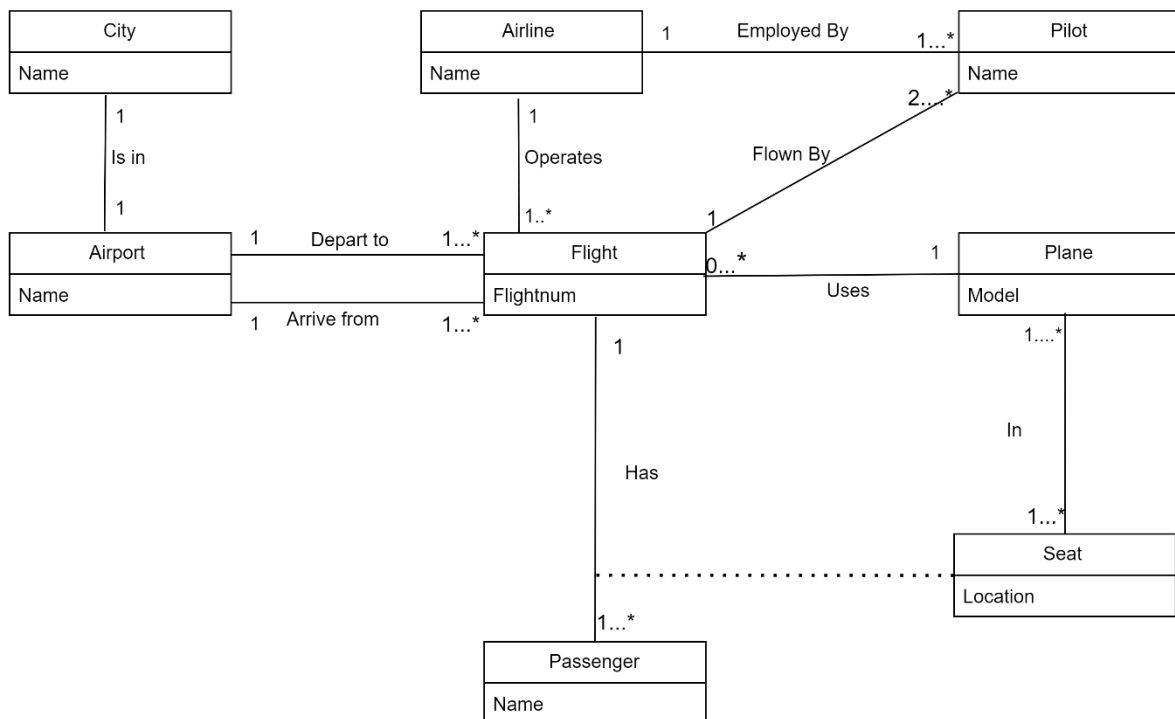 City
Name
1
Is in
1
Airline
Name
1
Operates
1..*
1
Employed By
1...*
Pilot
Name
2....*
Flown By
1
Airport
Name
1
Depart to
1...*
1
Arrive from
1...*
Flight
Flightnum
0...*
Uses
1
Plane
Model
1....*
In
1...*
Seat
Location
1
Has
1...*
Passenger
Name